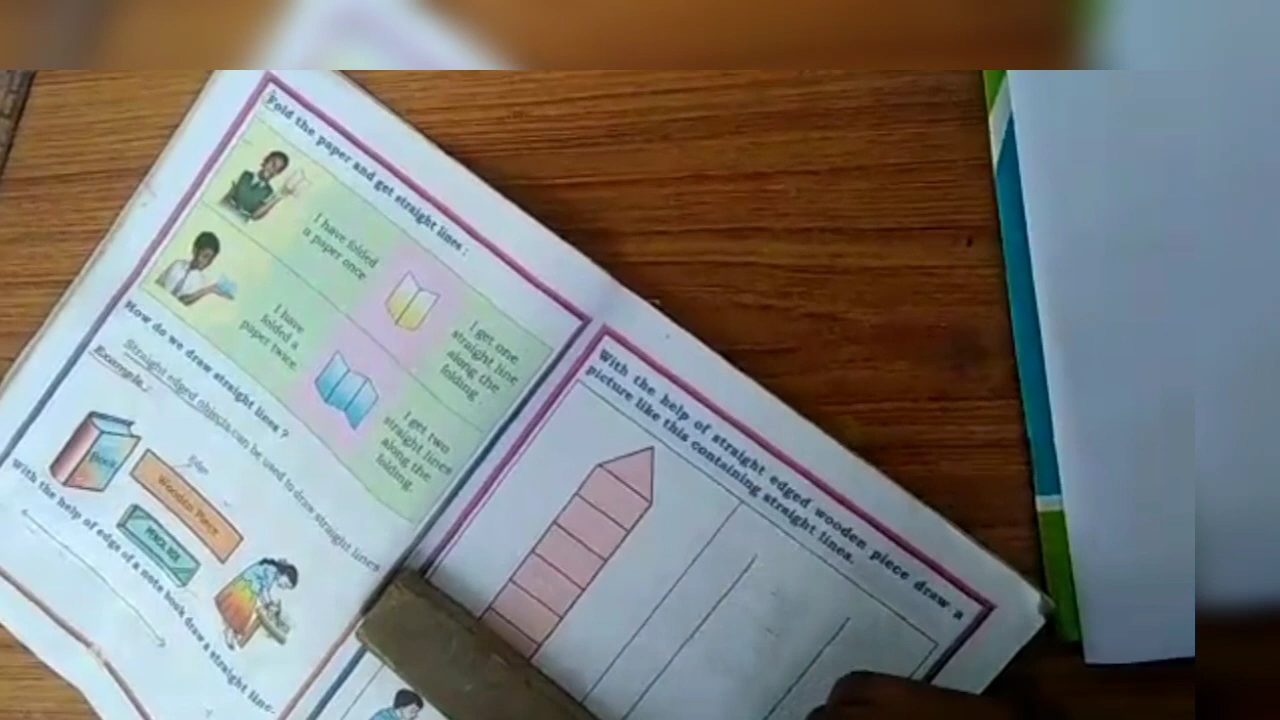 Fold the paper and get straight lines :
I have folded
a paper once.
I get one
straight line
along the
folding.
I have
folded a
paper twice.
I get two
straight lines
along the
folding.
How do we draw straight lines ?
Straight edged objects can be used to draw straight lines
Example.
Wooden Piece
With the help of edge of a note book draw a straight line.
With the help of straight edged wooden piece draw a
picture like this containing straight lines.